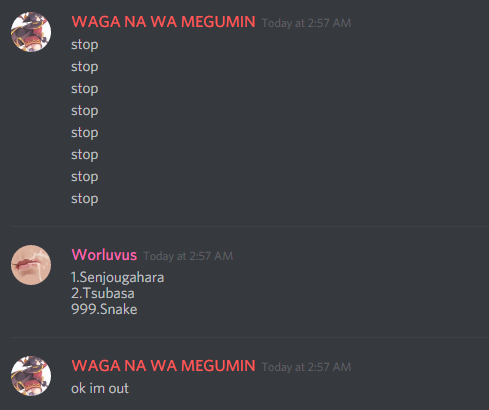 WAGA NA WA MEGUMIN Today at 2:57 AM
stop
stop
stop
stop
stop
stop
stop
stop
Worluvus Today at 2:57 AM
1.Senjougahara
2.Tsubasa
999.Snake
WAGA NA WA MEGUMIN Today at 2:57 AM
ok im out